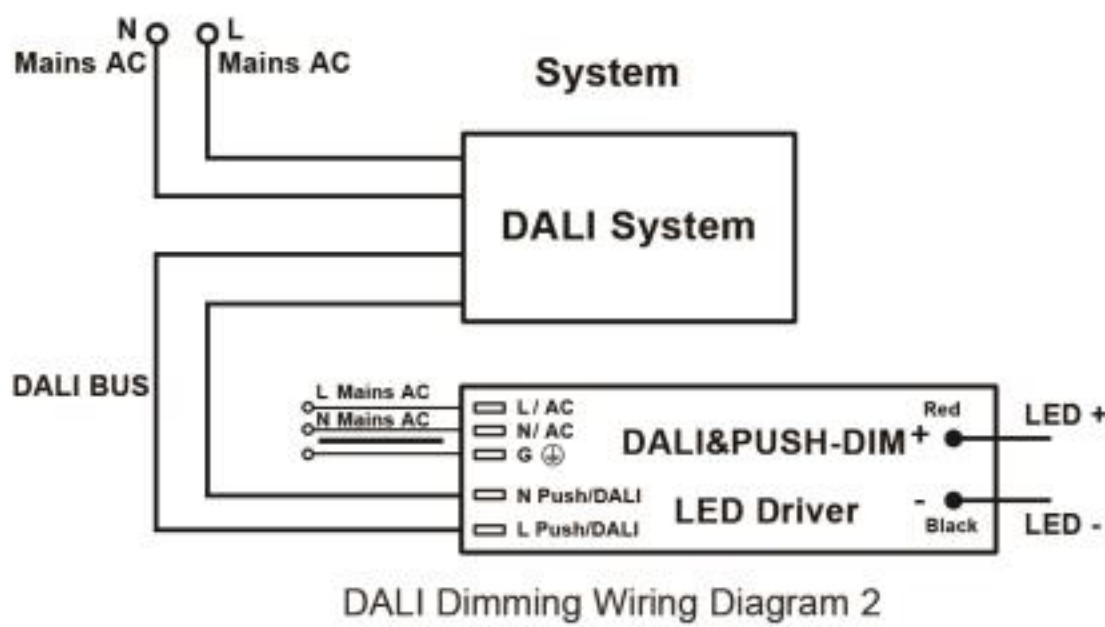 N L
Mains AC Mains AC
System
DALI System
DALI BUS
L Mains AC
N Mains AC
L / AC
N/ AC
G
N Push/DALI
L Push/DALI
DALI&PUSH-DIM
LED Driver
Red
+
-
Black
LED +
LED -
DALI Dimming Wiring Diagram 2